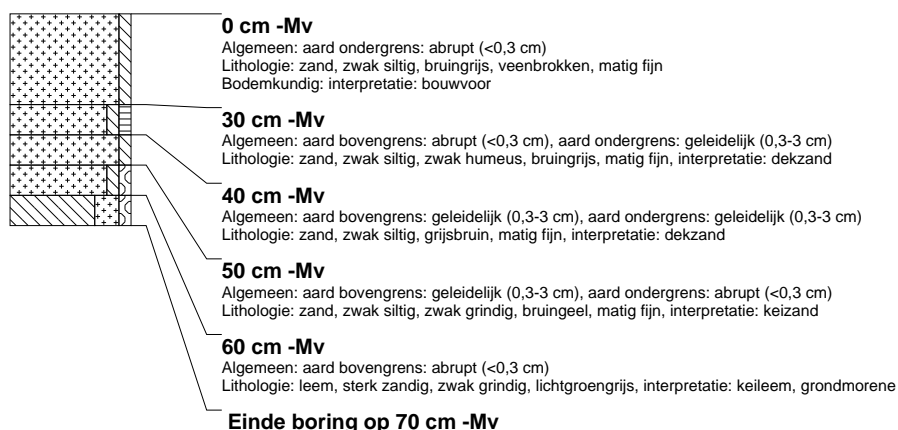 0 cm -Mv
Algemeen: aard ondergrens: abrupt (<0,3 cm)
Lithologie: zand, zwak siltig, bruingrijs, veenbrokken, matig fijn
Bodemkundig: interpretatie: bouwvoor
30 cm -Mv
Algemeen: aard bovengrens: abrupt (<0,3 cm), aard ondergrens: geleidelijk (0,3-3 cm)
Lithologie: zand, zwak siltig, zwak humeus, bruingrijs, matig fijn, interpretatie: dekzand
40 cm -Mv
Algemeen: aard bovengrens: geleidelijk (0,3-3 cm), aard ondergrens: geleidelijk (0,3-3 cm)
Lithologie: zand, zwak siltig, grijsbruin, matig fijn, interpretatie: dekzand
50 cm -Mv
Algemeen: aard bovengrens: geleidelijk (0,3-3 cm), aard ondergrens: abrupt (<0,3 cm)
Lithologie: zand, zwak siltig, zwak grindig, bruingeel, matig fijn, interpretatie: keizand
60 cm -Mv
Algemeen: aard bovengrens: abrupt (<0,3 cm)
Lithologie: leem, sterk zandig, zwak grindig, lichtgroengrijs, interpretatie: keileem, grondmorene
Einde boring op 70 cm -Mv